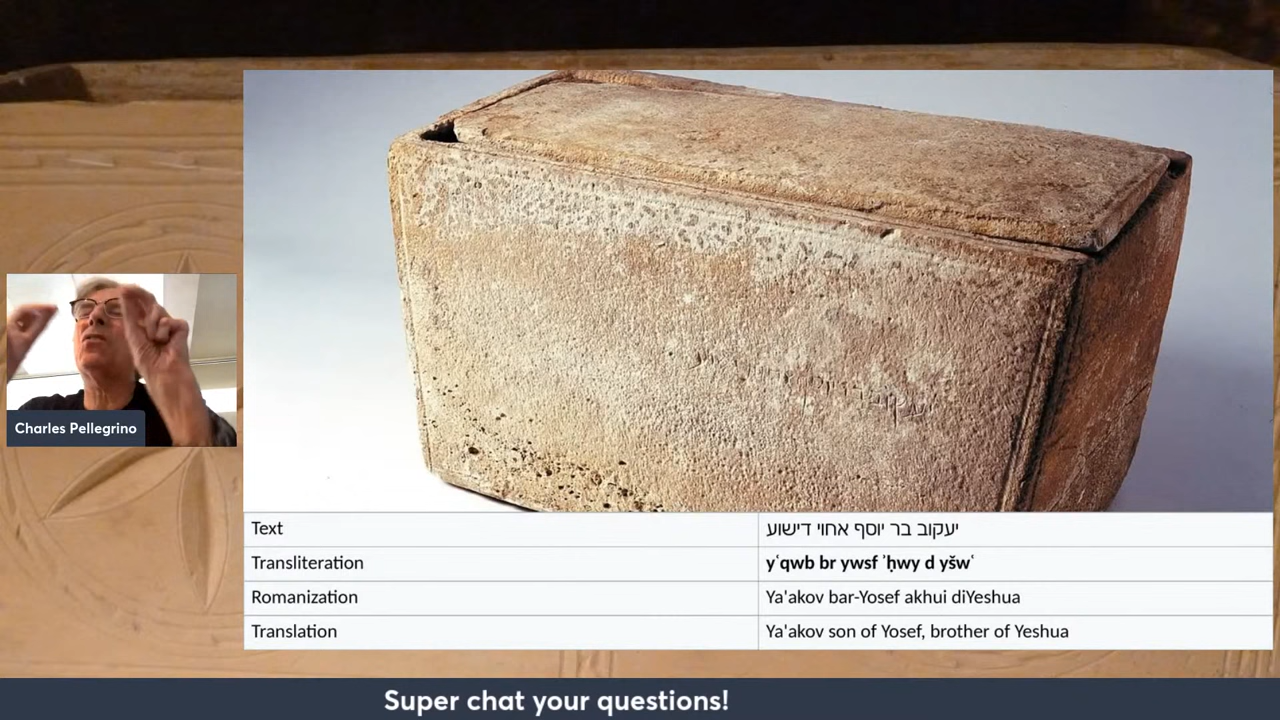 Charles Pellegrino
Text יעקוב בר יוסף אחוי דישוע
Transliteration yʿqwb br ywsf ʾḥwy d yšwʿ
Romanization Ya'akov bar-Yosef akhui diYeshua
Translation Ya'akov son of Yosef, brother of Yeshua
Super chat your questions!